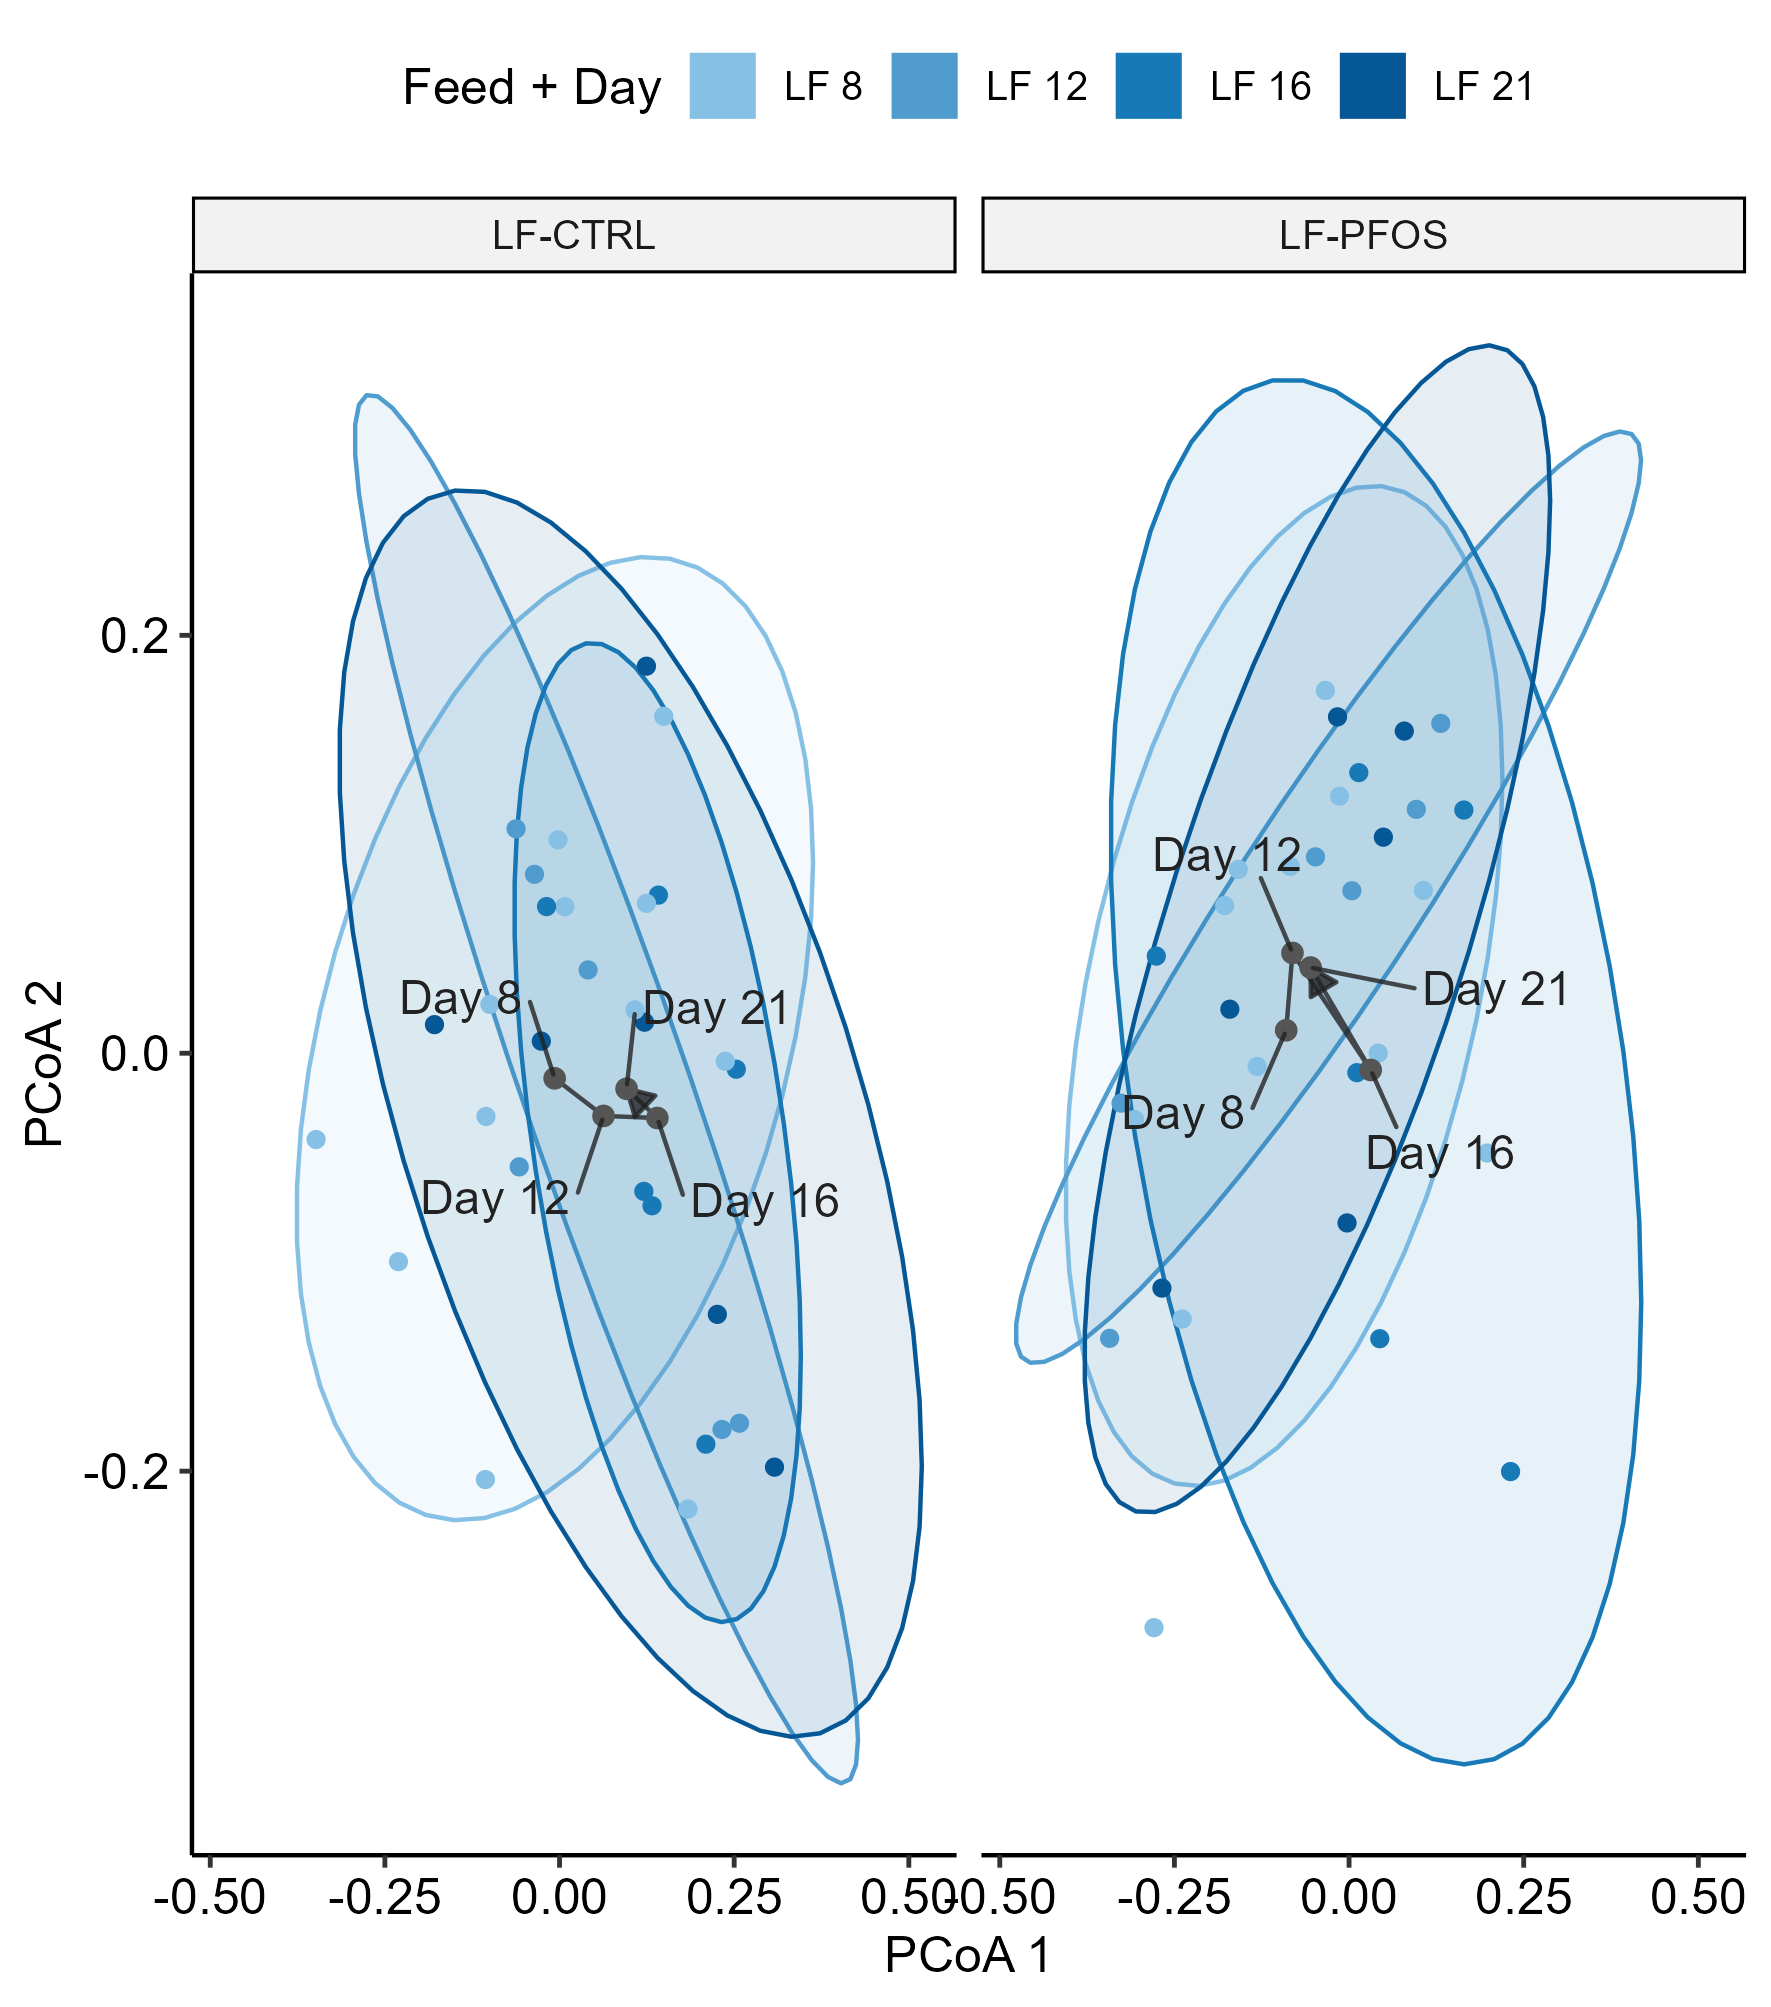 Feed + Day LF 8 LF 12 LF 16 LF 21
LF-CTRL LF-PFOS
PCoA 2
0.2
0.0
-0.2
Day 8
Day 21
Day 12
Day 16
Day 12
Day 21
Day 8
Day 16
-0.50 -0.25 0.00 0.25 0.50 -0.50 -0.25 0.00 0.25 0.50
PCoA 1